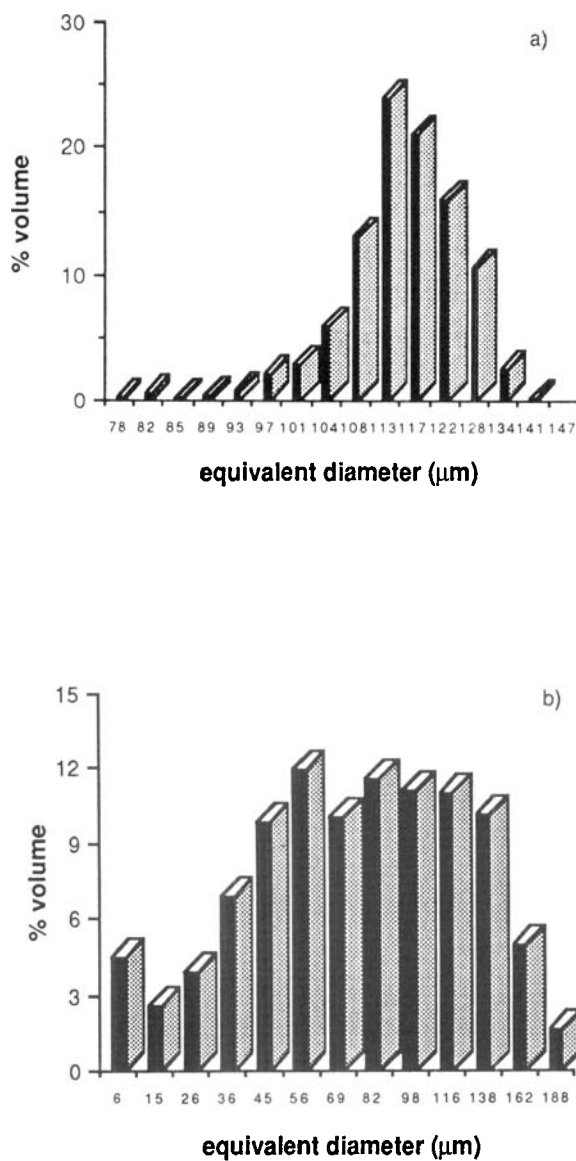 a)
30
20
10
0
% volume
78 82 85 89 93 97 101 104 108 113 117 122 128 134 141 147
equivalent diameter (μm)
b)
15
12
9
6
3
0
% volume
6 15 26 36 45 56 69 82 98 116 138 162 188
equivalent diameter (μm)